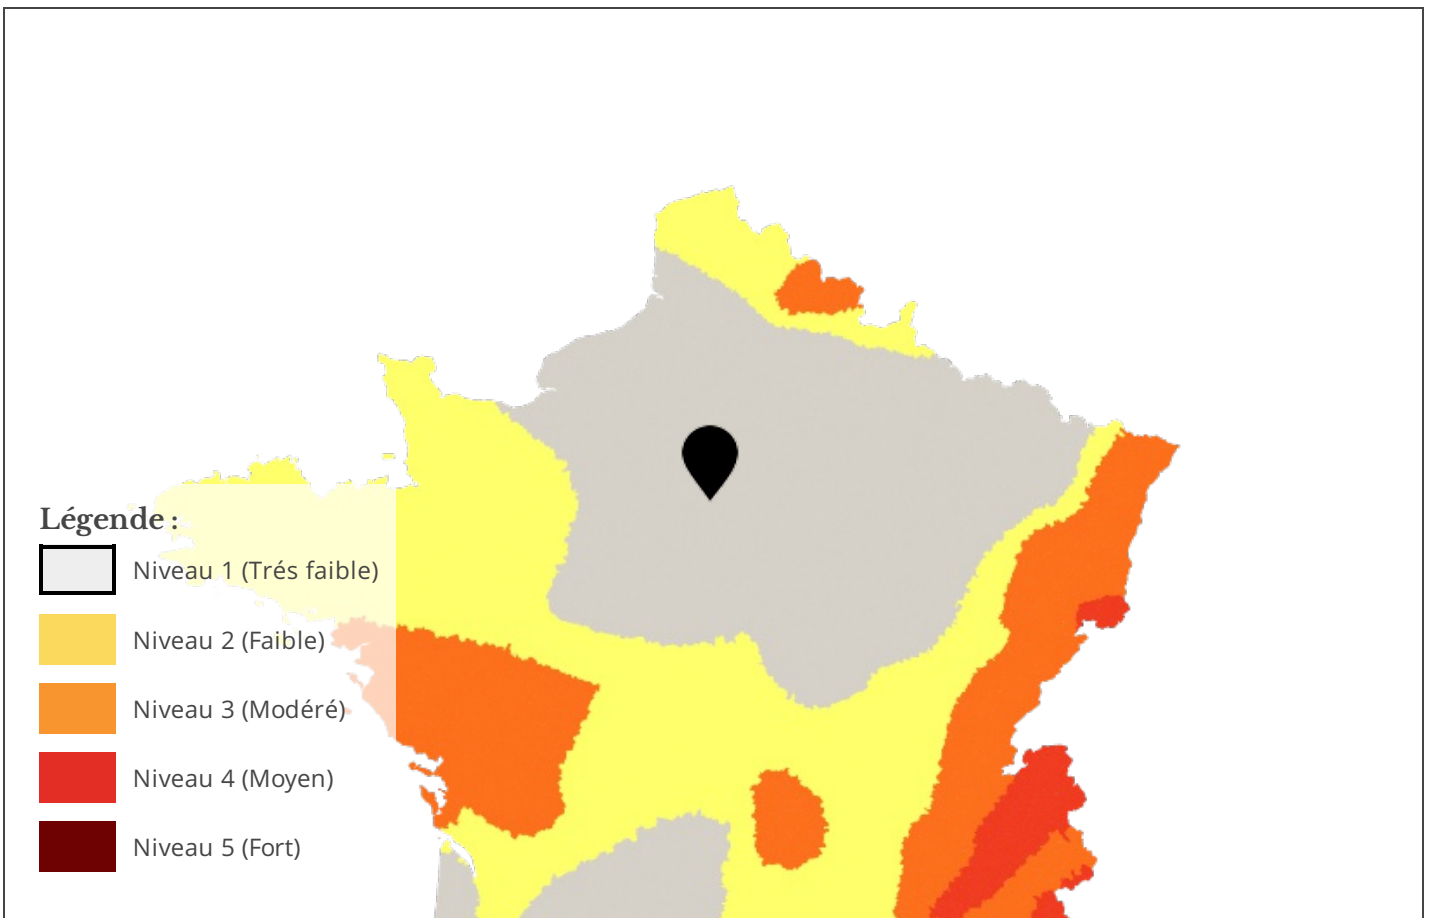 Légende :
Niveau 1 (Trés faible)
Niveau 2 (Faible)
Niveau 3 (Modéré)
Niveau 4 (Moyen)
Niveau 5 (Fort)